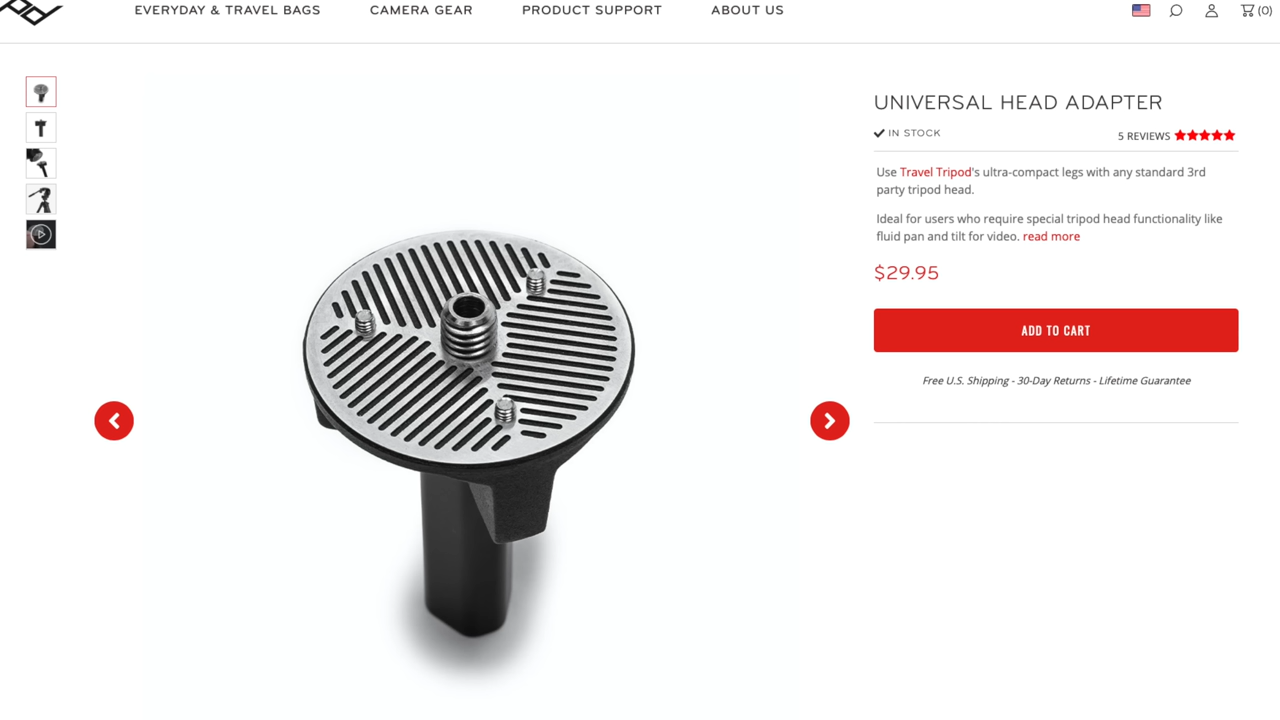 EVERYDAY & TRAVEL BAGS
CAMERA GEAR
PRODUCT SUPPORT
ABOUT US
(0)
UNIVERSAL HEAD ADAPTER
IN STOCK
5 REVIEWS
Use Travel Tripod's ultra-compact legs with any standard 3rd
party tripod head.
Ideal for users who require special tripod head functionality like
fluid pan and tilt for video. read more
$29.95
ADD TO CART
Free U.S. Shipping - 30-Day Returns - Lifetime Guarantee